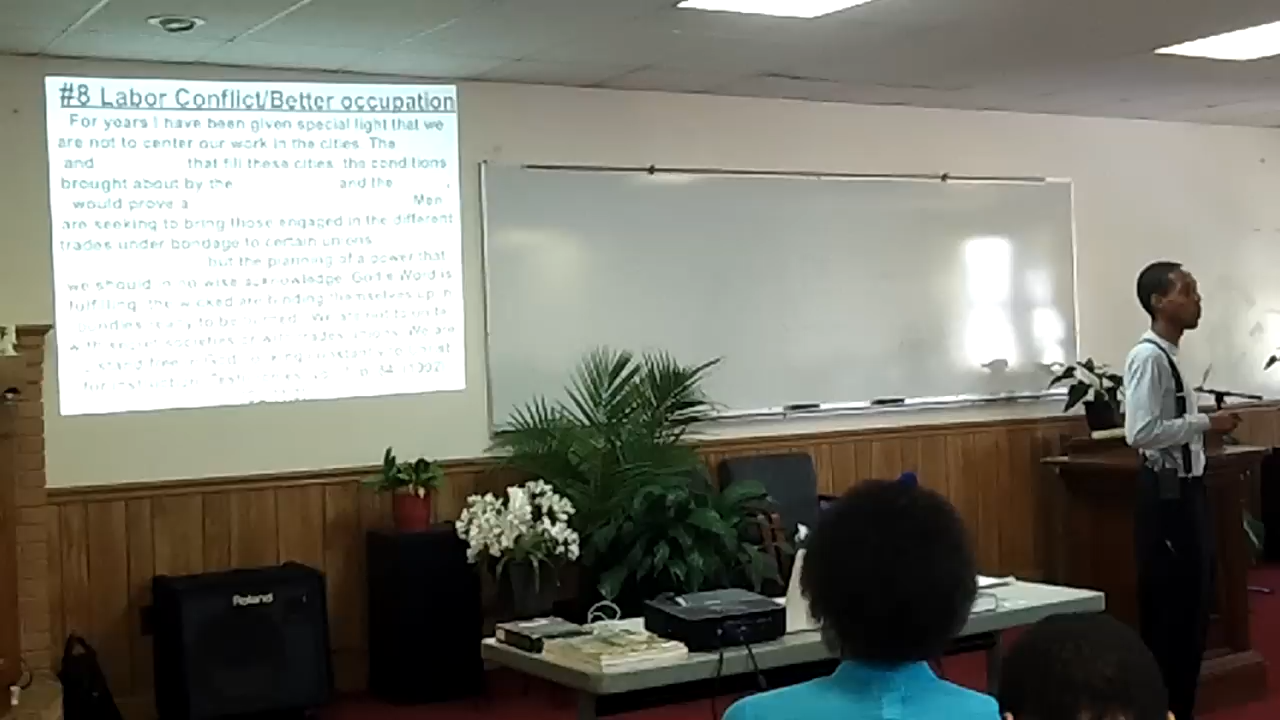 #8 Labor Conflict/Better occupation
For years I have been given special light that we
are not to center our work in the cities. The
and that fill these cities, the conditions
brought about by the and the ,
would prove a Men
are seeking to bring those engaged in the different
trades under bondage to certain unions.
but the planning of a power that
we should in no wise acknowledge. God's Word is
fulfilling; the wicked are binding themselves up in
bundles ready to be burned. We are not to unite
with secret societies or with trades unions. We are
stand free in God, looking constantly to Christ
for instruction.
Roland